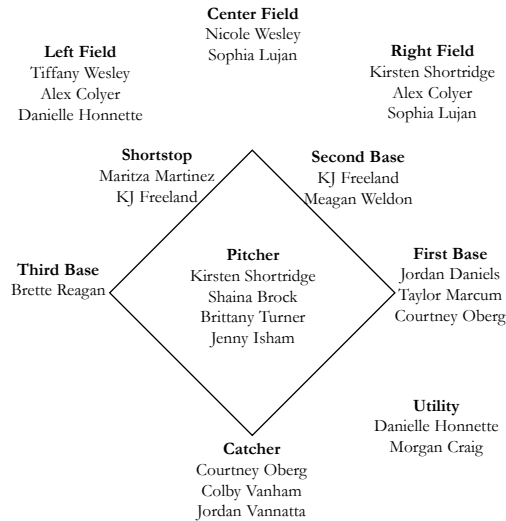 Center Field
Nicole Wesley
Sophia Lujan
Left Field
Tiffany Wesley
Alex Colyer
Danielle Honnette
Right Field
Kirsten Shortridge
Alex Colyer
Sophia Lujan
Shortstop
Maritza Martinez
KJ Freeland
Second Base
KJ Freeland
Meagan Weldon
Third Base
Brette Reagan
Pitcher
Kirsten Shortridge
Shaina Brock
Brittany Turner
Jenny Isham
First Base
Jordan Daniels
Taylor Marcum
Courtney Oberg
Utility
Danielle Honnette
Morgan Craig
Catcher
Courtney Oberg
Colby Vanham
Jordan Vannatta